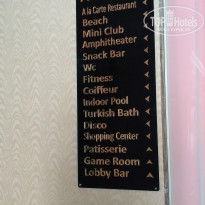 A la Carte Restaurant
Beach
Mini Club
Amphitheater
Snack Bar
Wc
Fitness
Coiffeur
Indoor Pool
Turkish Bath
Disco
Shopping Center
Patisserie
Game Room
Lobby Bar
TopHotels